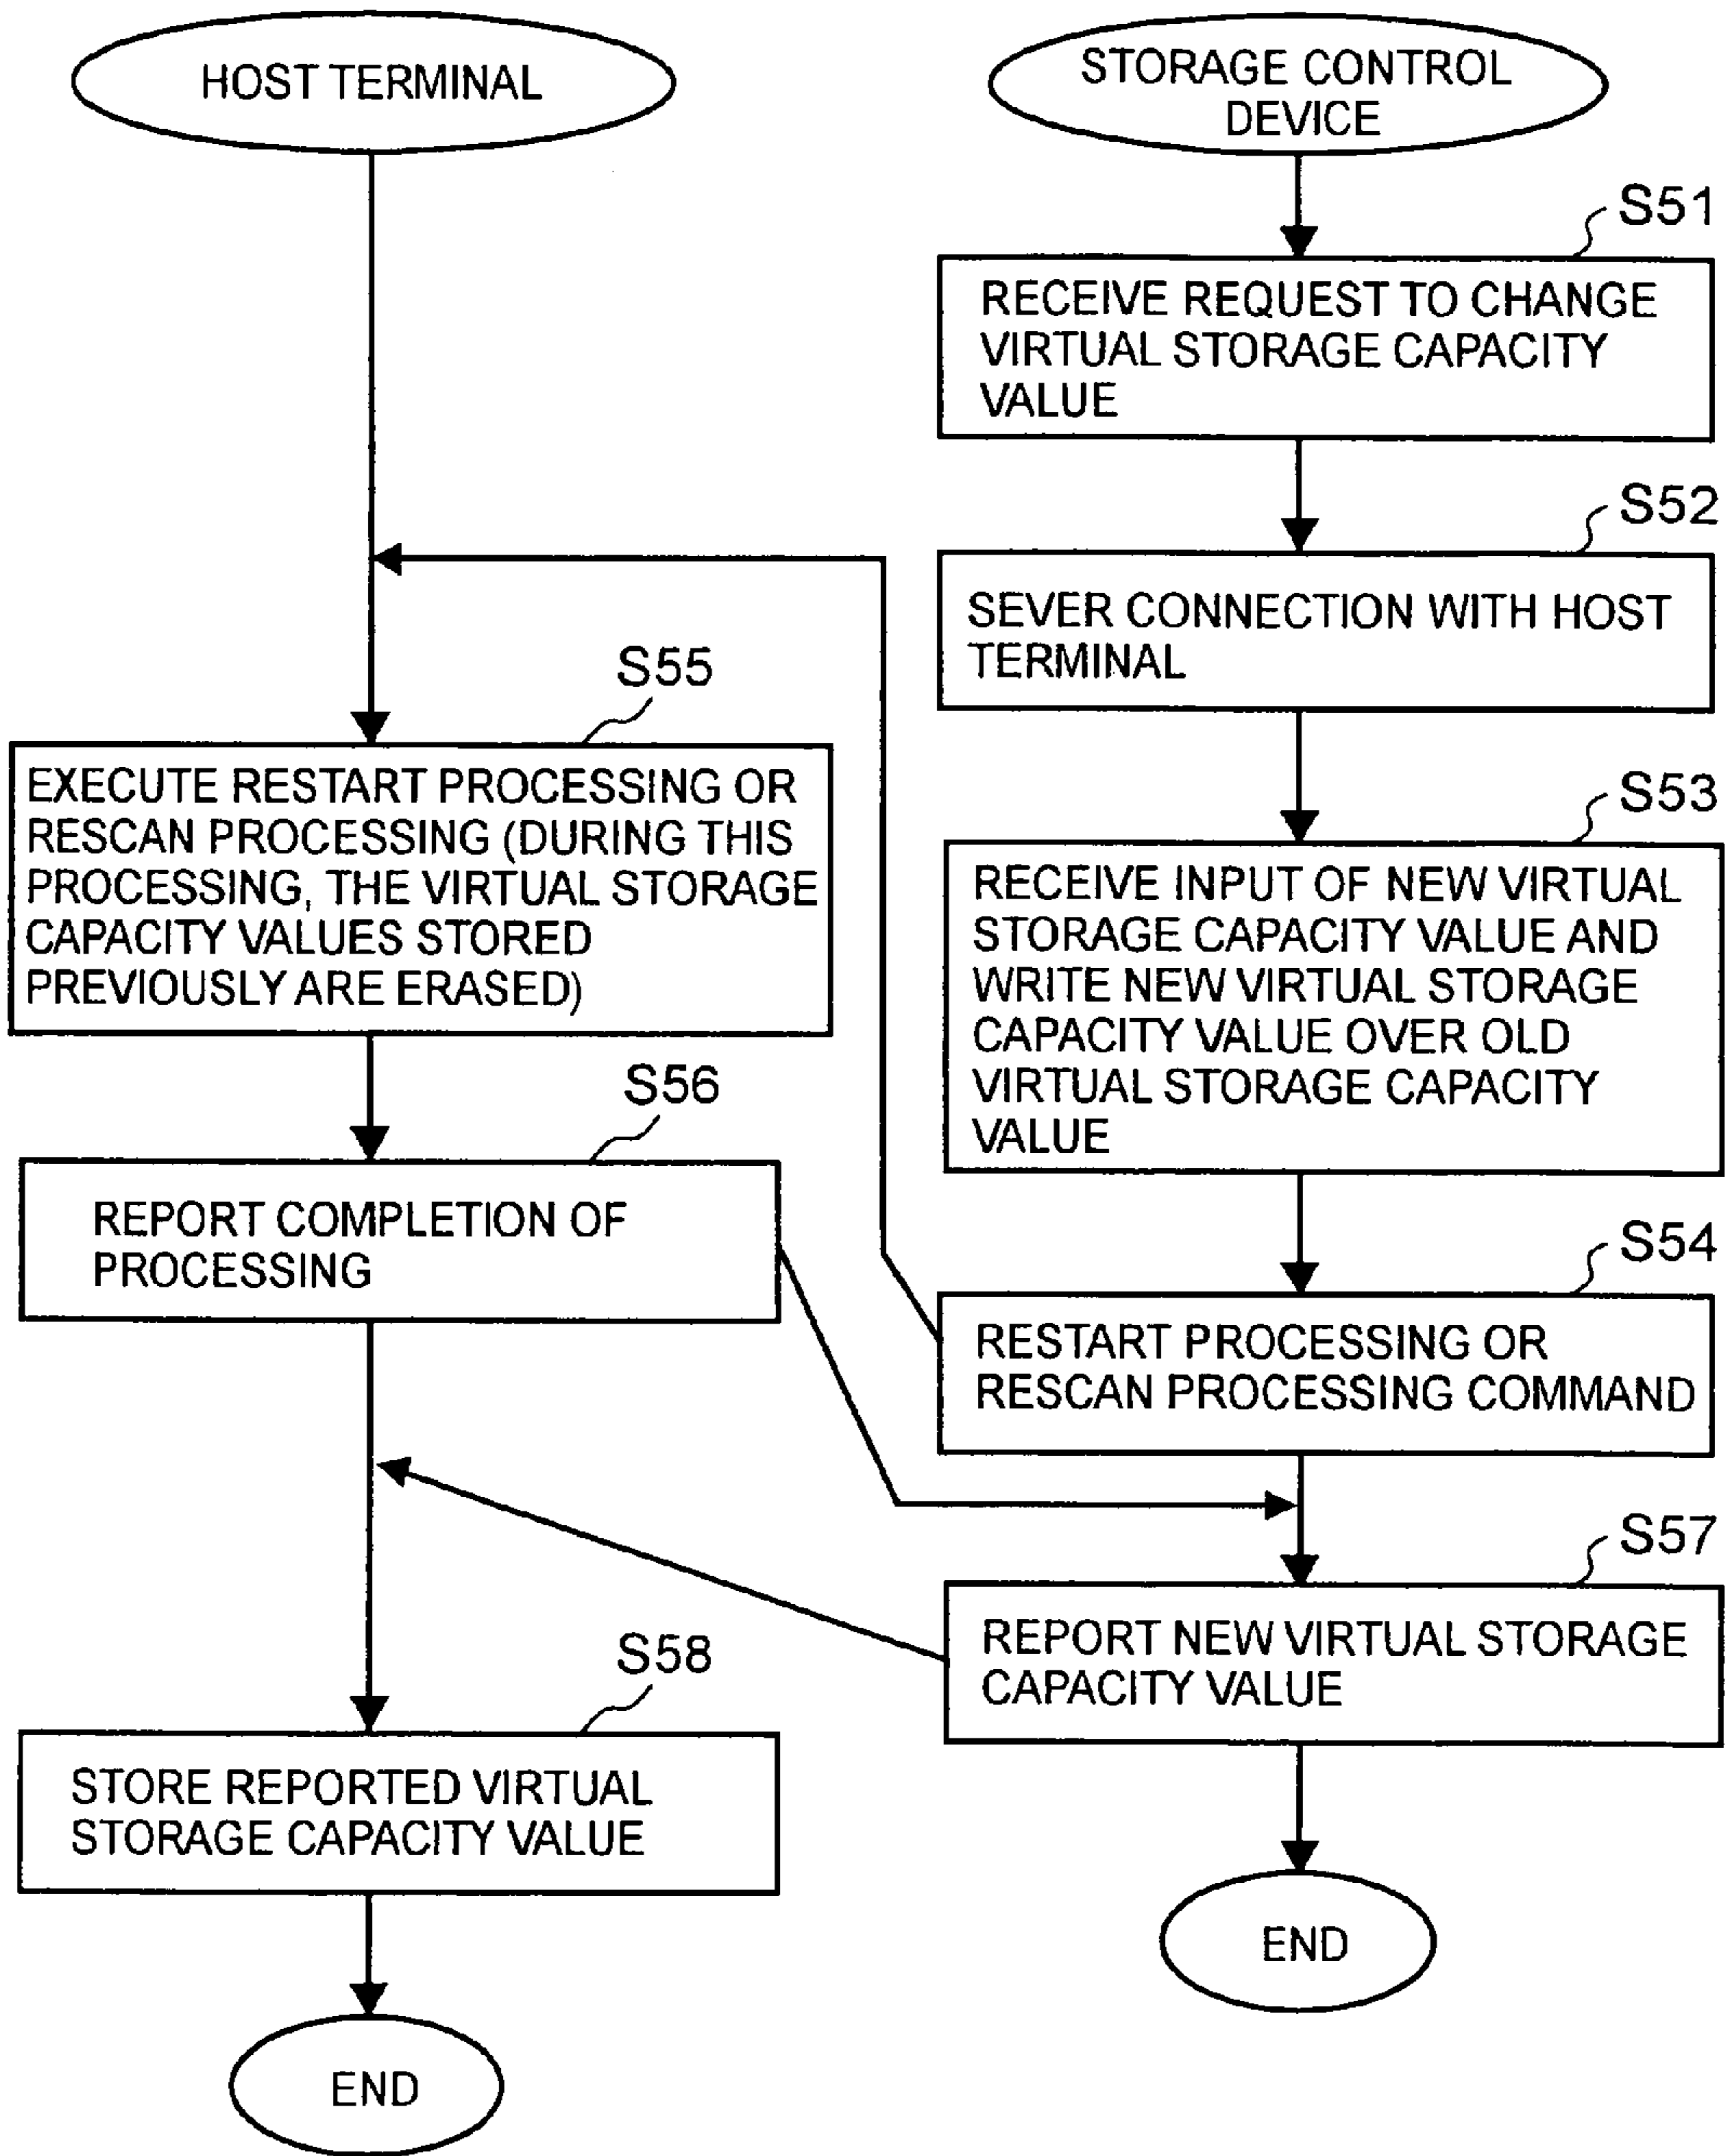 HOST TERMINAL
STORAGE CONTROL
DEVICE
S51
RECEIVE REQUEST TO CHANGE
VIRTUAL STORAGE CAPACITY
VALUE
S52
SEVER CONNECTION WITH HOST
TERMINAL
S53
RECEIVE INPUT OF NEW VIRTUAL
STORAGE CAPACITY VALUE AND
WRITE NEW VIRTUAL STORAGE
CAPACITY VALUE OVER OLD
VIRTUAL STORAGE CAPACITY
VALUE
S54
RESTART PROCESSING OR
RESCAN PROCESSING COMMAND
S55
EXECUTE RESTART PROCESSING OR
RESCAN PROCESSING (DURING THIS
PROCESSING, THE VIRTUAL STORAGE
CAPACITY VALUES STORED
PREVIOUSLY ARE ERASED)
S56
REPORT COMPLETION OF
PROCESSING
S57
REPORT NEW VIRTUAL STORAGE
CAPACITY VALUE
END
S58
STORE REPORTED VIRTUAL
STORAGE CAPACITY VALUE
END